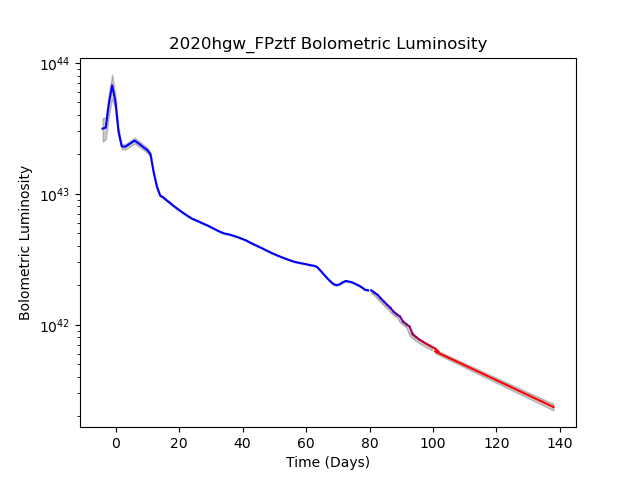 2020hgw_FPztf Bolometric Luminosity
10^44
10^43
10^42
Bolometric Luminosity
0 20 40 60 80 100 120 140
Time (Days)